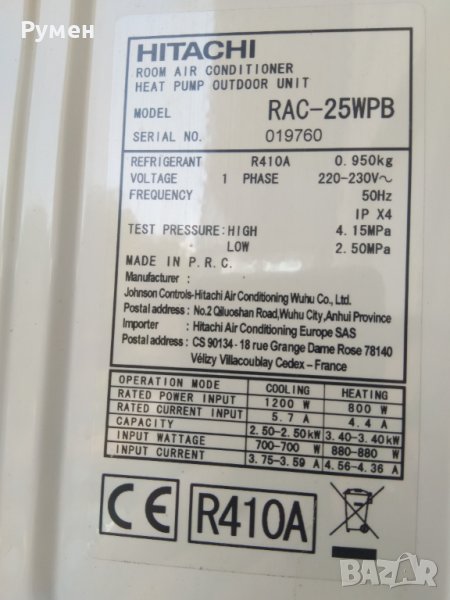 Румен
HITACHI
ROOM AIR CONDITIONER
HEAT PUMP OUTDOOR UNIT
MODEL RAC-25WPB
SERIAL NO. 019760
REFRIGERANT R410A 0.950kg
VOLTAGE 1 PHASE 220-230V~
FREQUENCY 50Hz
IP X4
TEST PRESSURE:HIGH 4.15MPa
LOW 2.50MPa
MADE IN P.R.C.
Manufacturer :
Johnson Controls-Hitachi Air Conditioning Wuhu Co., Ltd.
Postal address : No.2 Qiluoshan Road,Wuhu City,Anhui Province
Importer : Hitachi Air Conditioning Europe SAS
Postal address : CS 90134 - 18 rue Grange Dame Rose 78140
Vélizy Villacoublay Cedex – France
OPERATION MODE COOLING HEATING
RATED POWER INPUT 1200 W 800 W
RATED CURRENT INPUT 5.7 A 4.4 A
CAPACITY 2.50-2.50kW 3.40-3.40kW
INPUT WATTAGE 700-700 W 880-880 W
INPUT CURRENT 3.75-3.59 A 4.56-4.36 A
CE R410A
BAZAR